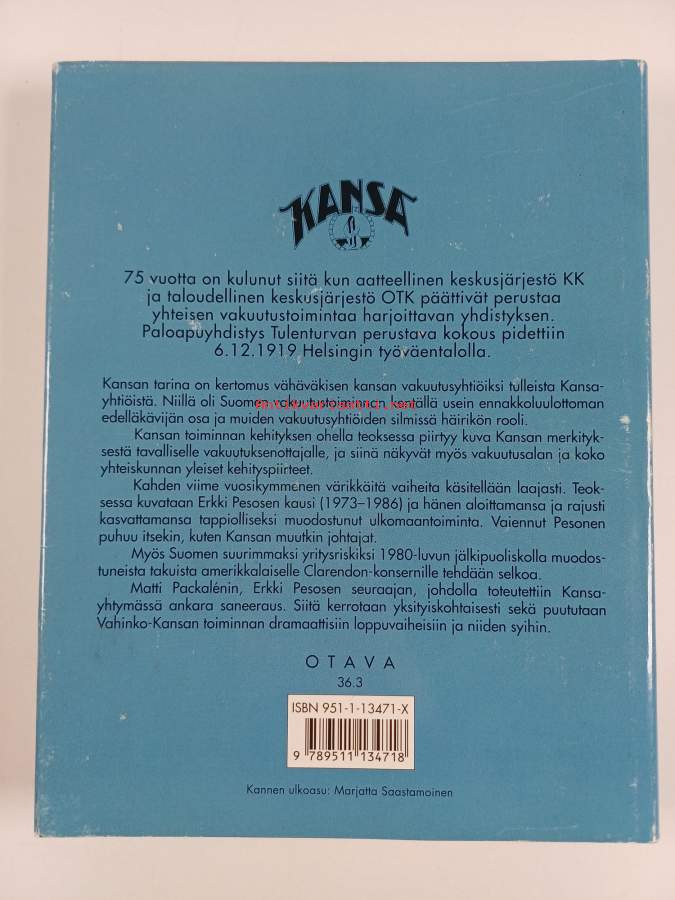 KANSA
75 vuotta on kulunut siitä kun aatteellinen keskusjärjestö KK
ja taloudellinen keskusjärjestö OTK päättivät perustaa
yhteisen vakuutustoimintaa harjoittavan yhdistyksen.
Paloapuyhdistys Tulenturvan perustava kokous pidettiin
6.12.1919 Helsingin työväentalolla.
Kansan tarina on kertomus vähäväkisen kansan vakuutusyhtiöiksi tulleista Kansa-
yhtiöistä. Niillä oli Suomen vakuutustoiminnan kentällä usein ennakkoluulottoman
edelläkävijän osa ja muiden vakuutusyhtiöiden silmissä häirikön rooli.
Kansan toiminnan kehityksen ohella teoksessa piirtyy kuva Kansan merkityk-
sestä tavalliselle vakuutuksenottajalle, ja siinä näkyvät myös vakuutusalan ja koko
yhteiskunnan yleiset kehityspiirteet.
Kahden viime vuosikymmenen värikkäitä vaiheita käsitellään laajasti. Teok-
sessa kuvataan Erkki Pesosen kausi (1973–1986) ja hänen aloittamansa ja rajusti
kasvattamansa tappiolliseksi muodostunut ulkomaantoiminta. Vaiennut Pesonen
puhuu itsekin, kuten Kansan muutkin johtajat.
Myös Suomen suurimmaksi yritysriskiksi 1980-luvun jälkipuoliskolla muodos-
tuneista takuista amerikkalaiselle Clarendon-konsernille tehdään selkoa.
Matti Packalénin, Erkki Pesosen seuraajan, johdolla toteutettiin Kansa-
yhtymässä ankara saneeraus. Siitä kerrotaan yksityiskohtaisesti sekä puututaan
Vahinko-Kansan toiminnan dramaattisiin loppuvaiheisiin ja niiden syihin.
OTAVA
36.3
ISBN 951-1-13471-X
9 789511 134718
Kannen ulkoasu: Marjatta Saastamoinen